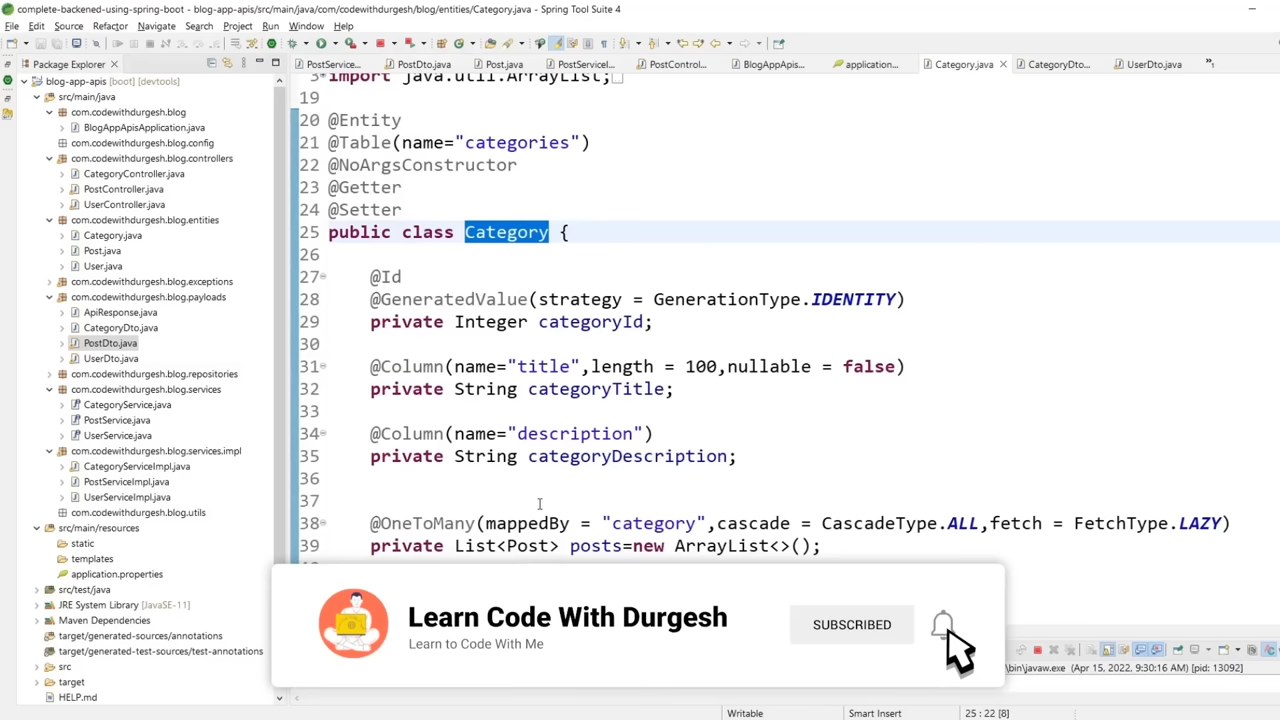 complete-backened-using-spring-boot - blog-app-apis/src/main/java/com/codewithdurgesh/blog/entities/Category.java - Spring Tool Suite 4
File Edit Source Refactor Navigate Search Project Run Window Help
Package Explorer
PostService... PostDto.java Post.java PostServiceI... PostControl... BlogAppApis... application... Category.java CategoryDto... UserDto.java
blog-app-apis [boot] [devtools]
src/main/java
com.codewithdurgesh.blog
BlogAppApisApplication.java
com.codewithdurgesh.blog.config
com.codewithdurgesh.blog.controllers
CategoryController.java
PostController.java
UserController.java
com.codewithdurgesh.blog.entities
Category.java
Post.java
User.java
com.codewithdurgesh.blog.exceptions
com.codewithdurgesh.blog.payloads
ApiResponse.java
CategoryDto.java
PostDto.java
UserDto.java
com.codewithdurgesh.blog.repositories
com.codewithdurgesh.blog.services
CategoryService.java
PostService.java
UserService.java
com.codewithdurgesh.blog.services.impl
CategoryServiceImpl.java
PostServiceImpl.java
UserServiceImpl.java
com.codewithdurgesh.blog.utils
src/main/resources
static
templates
application.properties
src/test/java
JRE System Library [JavaSE-11]
Maven Dependencies
target/generated-sources/annotations
target/generated-test-sources/test-annotations
src
target
HELP.md
3 import java.util.ArrayList;
19
20 @Entity
21 @Table(name="categories")
22 @NoArgsConstructor
23 @Getter
24 @Setter
25 public class Category {
26
27 @Id
28 @GeneratedValue(strategy = GenerationType.IDENTITY)
29 private Integer categoryId;
30
31 @Column(name="title",length = 100,nullable = false)
32 private String categoryTitle;
33
34 @Column(name="description")
35 private String categoryDescription;
36
37
38 @OneToMany(mappedBy = "category",cascade = CascadeType.ALL,fetch = FetchType.LAZY)
39 private List<Post> posts=new ArrayList<>();
Learn Code With Durgesh
Learn to Code With Me
SUBSCRIBED
\bin\javaw.exe (Apr 15, 2022, 9:30:16 AM) [pid: 13092]
Writable Smart Insert 25 : 22 [8]